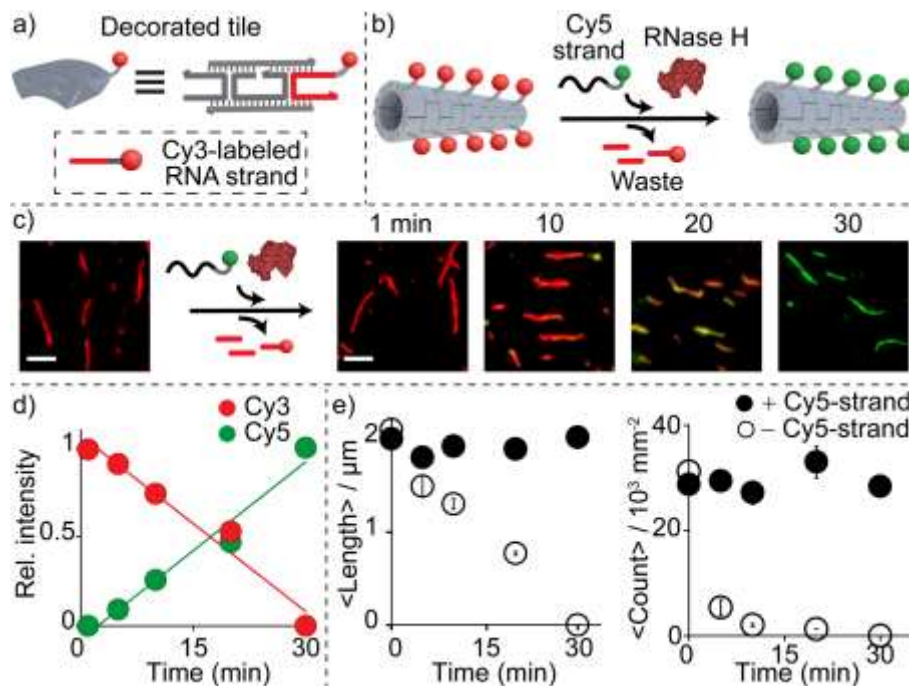 a)
Decorated tile
Cy3-labeled
RNA strand
b)
Cy5
strand
RNase H
Waste
c)
1 min
10
20
30
d)
Cy3
Cy5
Rel. intensity
1
0.5
0
0
15
30
Time (min)
e)
<Length> / μm
2
1
0
0
15
30
Time (min)
+ Cy5-strand
– Cy5-strand
<Count> / 10³ mm⁻²
40
20
0
0
15
30
Time (min)